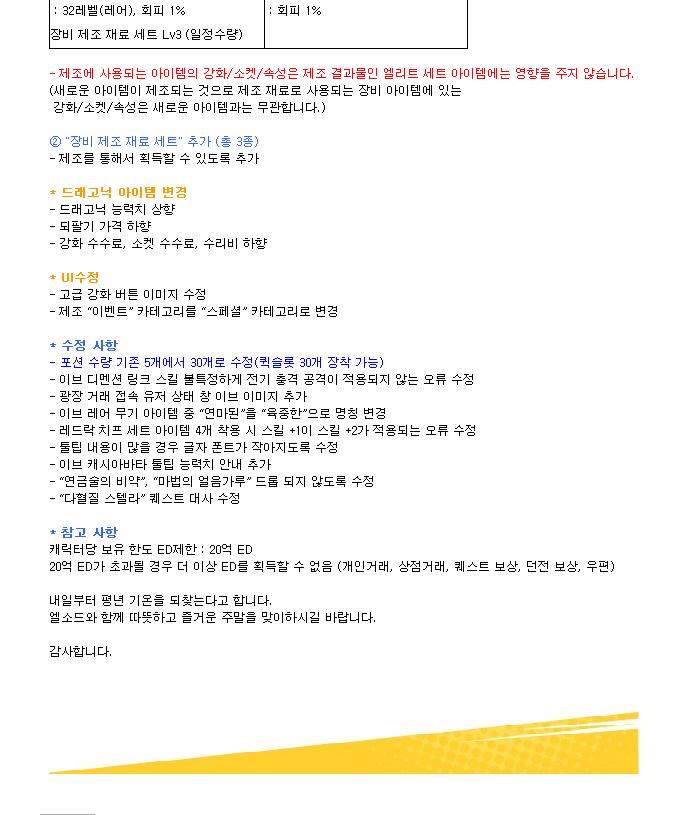 : 32레벨(레어), 회피 1%
: 회피 1%
장비 제조 재료 세트 Lv3 (일정수량)
- 제조에 사용되는 아이템의 강화/소켓/속성은 제조 결과물인 엘리트 세트 아이템에는 영향을 주지 않습니다.
(새로운 아이템이 제조되는 것으로 제조 재료로 사용되는 장비 아이템에 있는
강화/소켓/속성은 새로운 아이템과는 무관합니다.)
② "장비 제조 재료 세트" 추가 (총 3종)
- 제조를 통해서 획득할 수 있도록 추가
* 드래고닉 아이템 변경
- 드래고닉 능력치 상향
- 되팔기 가격 하향
- 강화 수수료, 소켓 수수료, 수리비 하향
* UI수정
- 고급 강화 버튼 이미지 수정
- 제조 “이벤트” 카테고리를 “스페셜” 카테고리로 변경
* 수정 사항
- 포션 수량 기존 5개에서 30개로 수정(퀵슬롯 30개 장착 가능)
- 이브 디멘션 링크 스킬 불특정하게 전기 충격 공격이 적용되지 않는 오류 수정
- 광장 거래 접속 유저 상태 창 이브 이미지 추가
- 이브 레어 무기 아이템 중 “연마된”을 “육중한”으로 명칭 변경
- 레드락 치프 세트 아이템 4개 착용 시 스킬 +1이 스킬 +2가 적용되는 오류 수정
- 툴팁 내용이 많을 경우 글자 폰트가 작아지도록 수정
- 이브 캐시아바타 툴팁 능력치 안내 추가
- “연금술의 비약”, “마법의 얼음가루” 드롭 되지 않도록 수정
- “다혈질 스텔라” 퀘스트 대사 수정
* 참고 사항
캐릭터당 보유 한도 ED제한 : 20억 ED
20억 ED가 초과될 경우 더 이상 ED를 획득할 수 없음 (개인거래, 상점거래, 퀘스트 보상, 던전 보상, 우편)
내일부터 평년 기온을 되찾는다고 합니다.
엘소드와 함께 따뜻하고 즐거운 주말을 맞이하시길 바랍니다.
감사합니다.